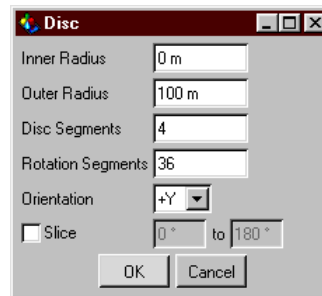 Disc
Inner Radius 0 m
Outer Radius 100 m
Disc Segments 4
Rotation Segments 36
Orientation +Y
Slice 0 ° to 180 °
OK Cancel